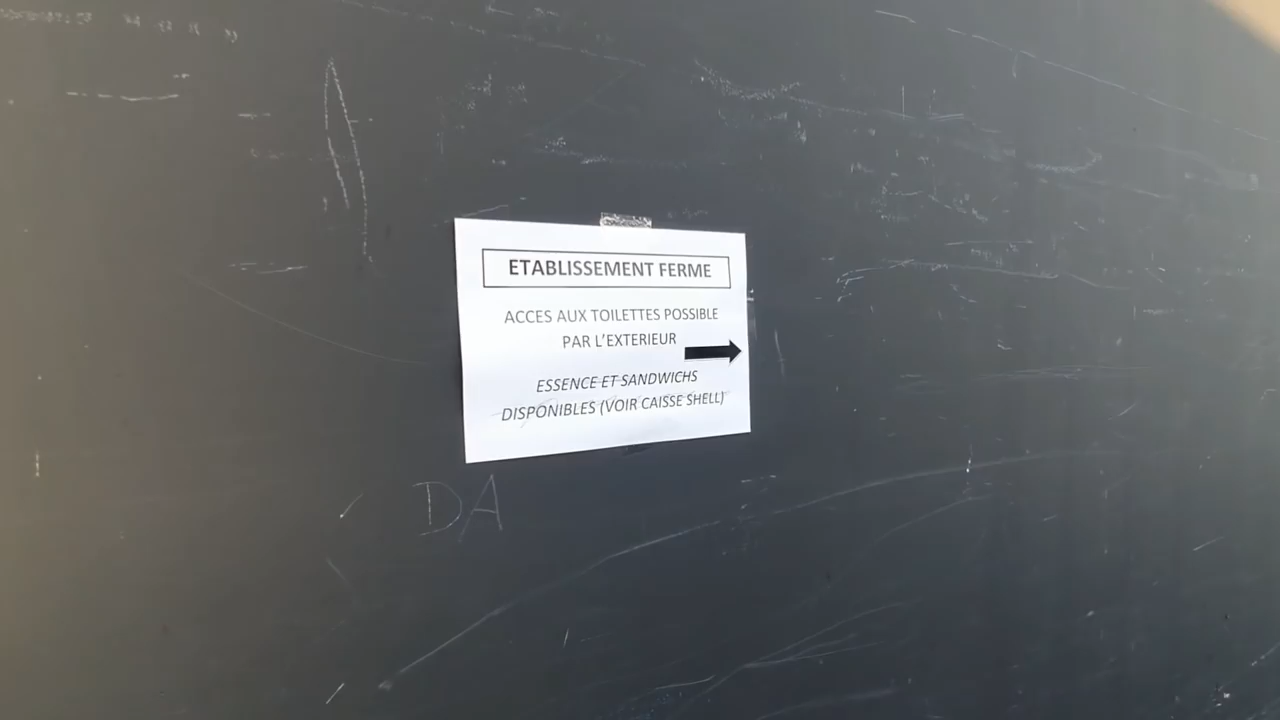 ETABLISSEMENT FERME
ACCES AUX TOILETTES POSSIBLE
PAR L'EXTERIEUR
ESSENCE ET SANDWICHS
DISPONIBLES (VOIR CAISSE SHELL)
DA